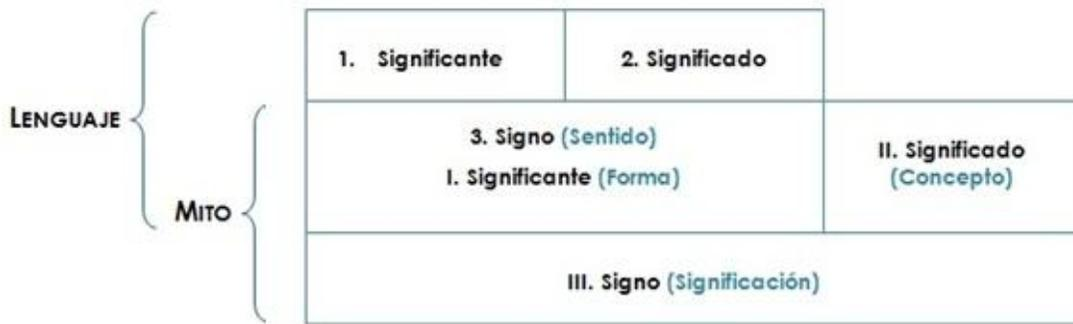 1. Significante
2. Significado
LENGUAJE
3. Signo (Sentido)
I. Significante (Forma)
II. Significado
(Concepto)
MITO
III. Signo (Significación)